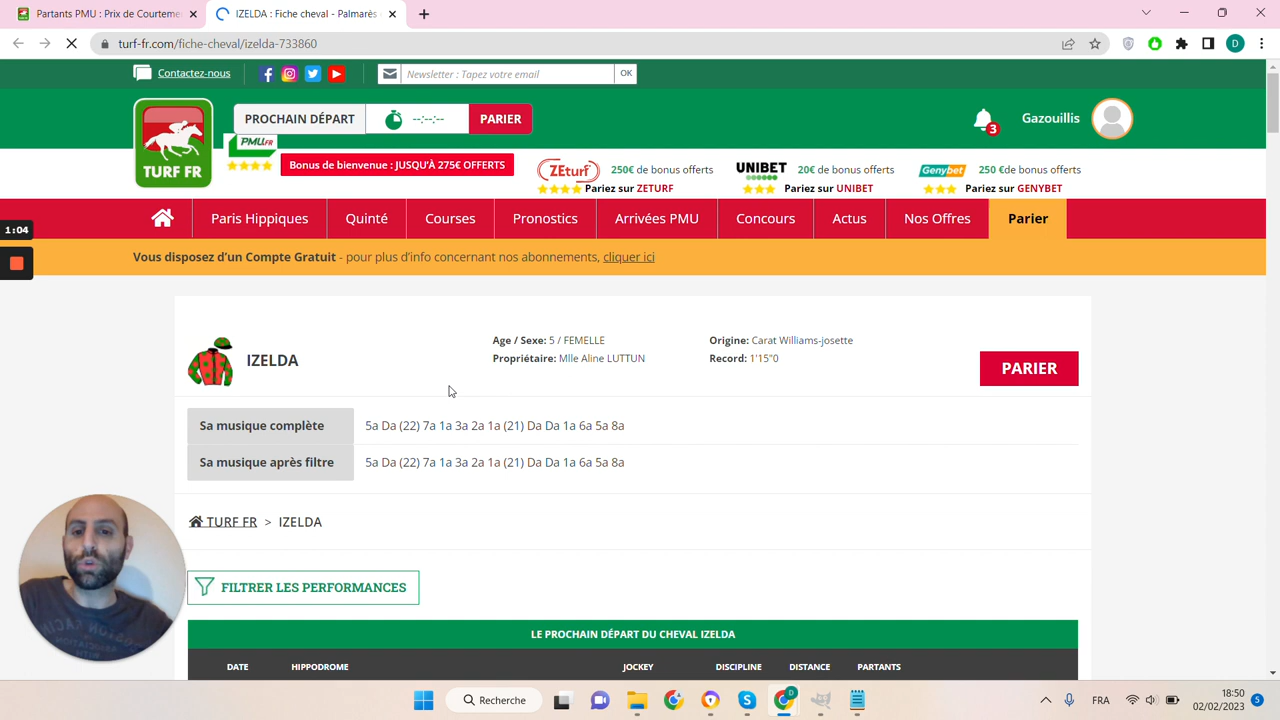 Partants PMU : Prix de Courteme
IZELDA : Fiche cheval - Palmarès
turf-fr.com/fiche-cheval/izelda-733860
D
Contactez-nous
Newsletter : Tapez votre email
OK
TURF FR
PROCHAIN DÉPART
--:--:--
PARIER
3
Gazouillis
PMU.FR
Bonus de bienvenue : JUSQU'À 275€ OFFERTS
ZEturf
250€ de bonus offerts
Pariez sur ZETURF
UNIBET
20€ de bonus offerts
Pariez sur UNIBET
Genybet
250 €de bonus offerts
Pariez sur GENYBET
Paris Hippiques
Quinté
Courses
Pronostics
Arrivées PMU
Concours
Actus
Nos Offres
Parier
1:04
Vous disposez d'un Compte Gratuit - pour plus d'info concernant nos abonnements, cliquer ici
IZELDA
Age / Sexe: 5 / FEMELLE
Propriétaire: Mlle Aline LUTTUN
Origine: Carat Williams-josette
Record: 1'15"0
PARIER
Sa musique complète
5a Da (22) 7a 1a 3a 2a 1a (21) Da Da 1a 6a 5a 8a
Sa musique après filtre
5a Da (22) 7a 1a 3a 2a 1a (21) Da Da 1a 6a 5a 8a
TURF FR > IZELDA
FILTRER LES PERFORMANCES
LE PROCHAIN DÉPART DU CHEVAL IZELDA
DATE
HIPPODROME
JOCKEY
DISCIPLINE
DISTANCE
PARTANTS
Recherche
D
FRA
18:50
02/02/2023
5